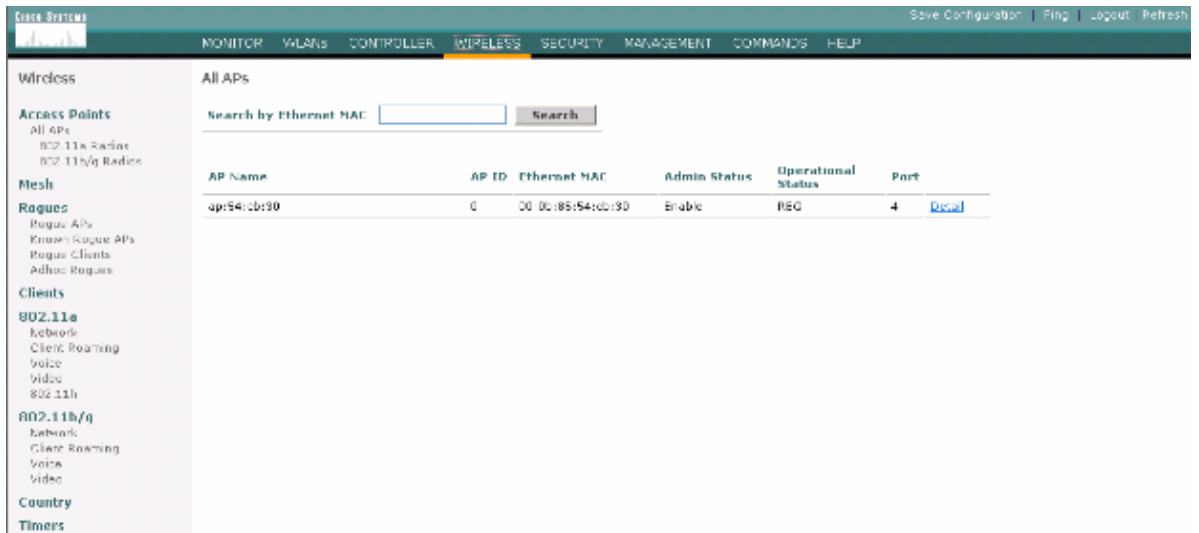 CISCO SYSTEMS
Save Configuration | Ping | Logout | Refresh
MONITOR WLANs CONTROLLER WIRELESS SECURITY MANAGEMENT COMMANDS HELP
Wireless
Access Points
All APs
802.11a Radios
802.11b/g Radios
Mesh
Rogues
Rogue APs
Known Rogue APs
Rogue Clients
Adhoc Rogues
Clients
802.11a
Network
Client Roaming
Voice
Video
802.11h
802.11b/g
Network
Client Roaming
Voice
Video
Country
Timers
All APs
Search by Ethernet MAC Search
AP Name AP ID Ethernet MAC Admin Status Operational Status Port
ap:54:cb:30 0 00:0b:85:54:cb:30 Enable REG 4 Detail